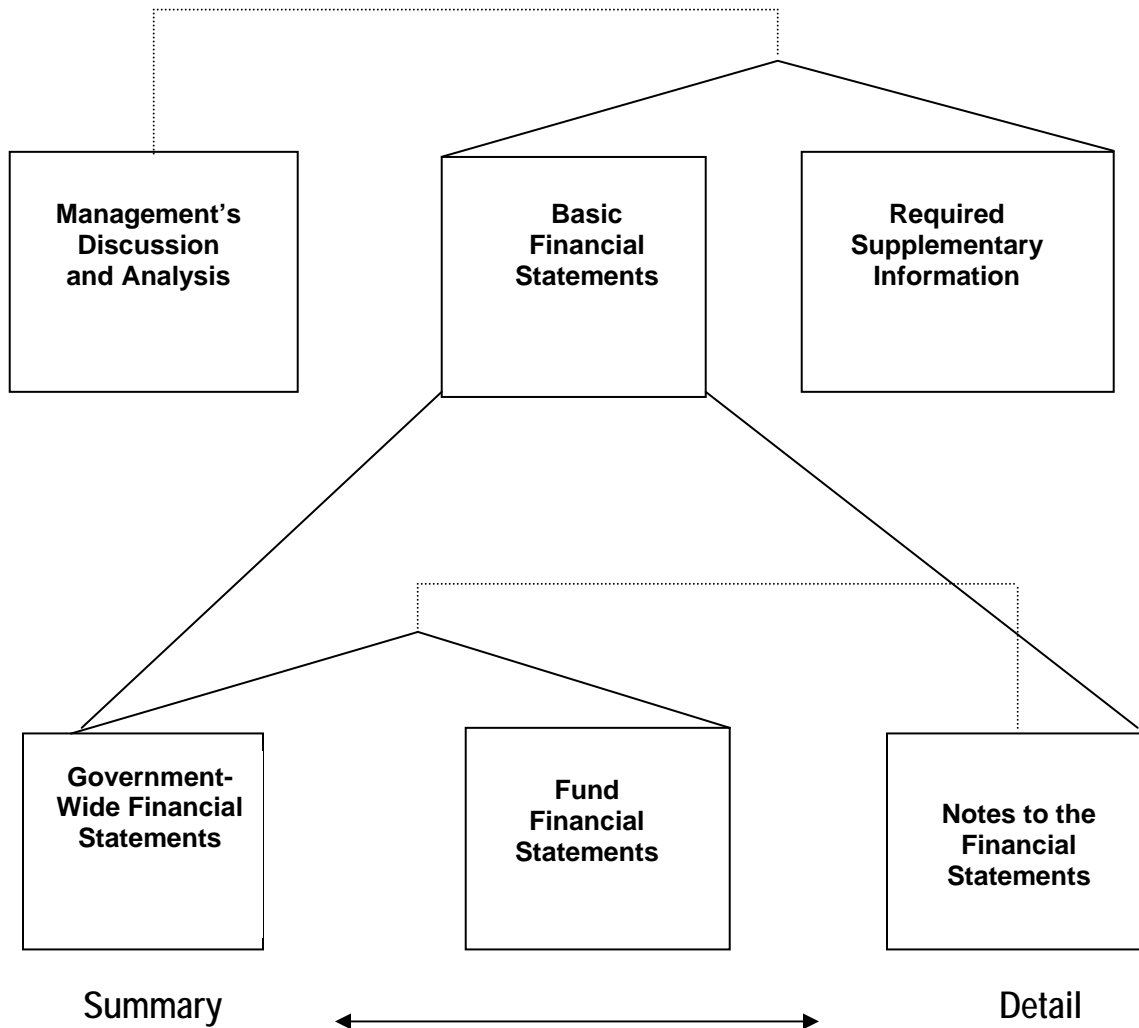 Management’s
Discussion
and Analysis
Basic
Financial
Statements
Required
Supplementary
Information
Government-
Wide Financial
Statements
Fund
Financial
Statements
Notes to the
Financial
Statements
Summary
Detail